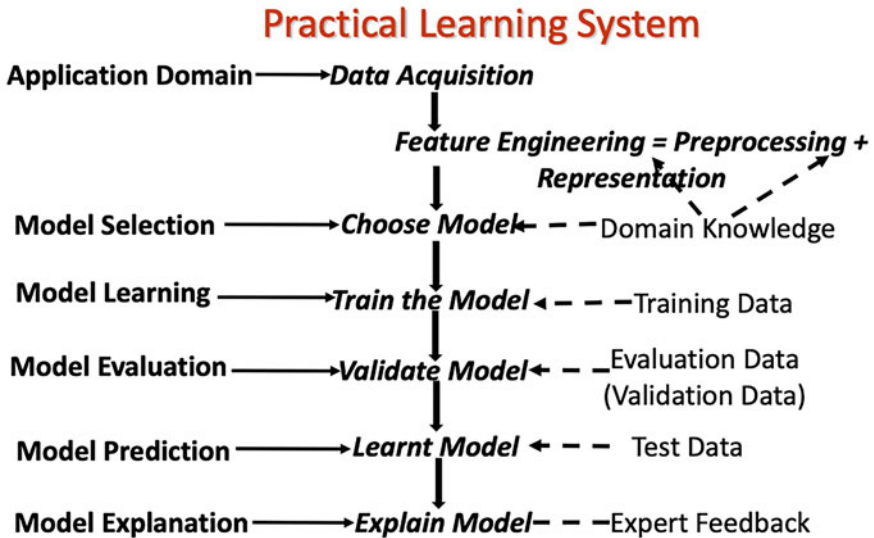 Practical Learning System
Application Domain Data Acquisition
Feature Engineering = Preprocessing +
Representation
Model Selection Choose Model Domain Knowledge
Model Learning Train the Model Training Data
Model Evaluation Validate Model Evaluation Data
(Validation Data)
Model Prediction Learnt Model Test Data
Model Explanation Explain Model Expert Feedback